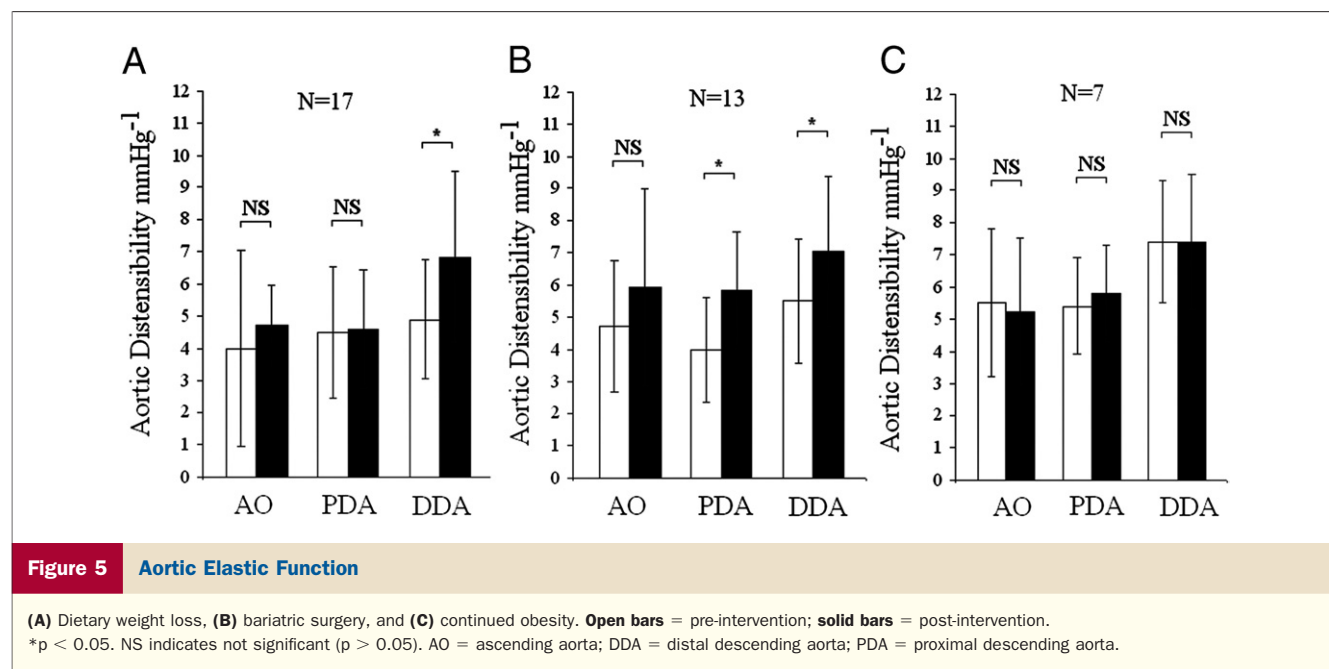 A
N=17
Aortic Distensibility mmHg-1
12
11
10
9
8
7
6
5
4
3
2
1
0
NS
NS
*
AO PDA DDA
B
N=13
Aortic Distensibility mmHg-1
12
11
10
9
8
7
6
5
4
3
2
1
0
NS
*
*
AO PDA DDA
C
N=7
Aortic Distensibility mmHg-1
12
11
10
9
8
7
6
5
4
3
2
1
0
NS
NS
NS
AO PDA DDA
Figure 5 Aortic Elastic Function
(A) Dietary weight loss, (B) bariatric surgery, and (C) continued obesity. Open bars = pre-intervention; solid bars = post-intervention.
*p < 0.05. NS indicates not significant (p > 0.05). AO = ascending aorta; DDA = distal descending aorta; PDA = proximal descending aorta.